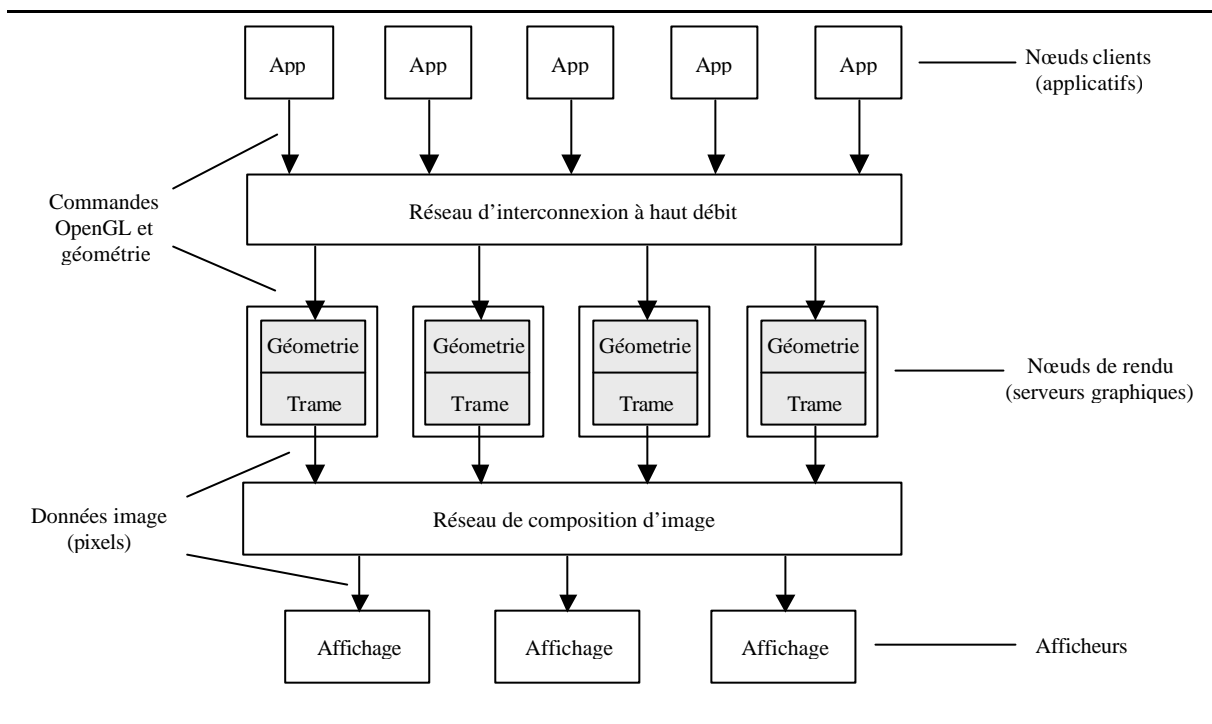 App
App
App
App
App
Nœuds clients
(applicatifs)
Commandes
OpenGL et
géométrie
Réseau d’interconnexion à haut débit
Géometrie
Géometrie
Géometrie
Géometrie
Trame
Trame
Trame
Trame
Nœuds de rendu
(serveurs graphiques)
Données image
(pixels)
Réseau de composition d’image
Affichage
Affichage
Affichage
Afficheurs